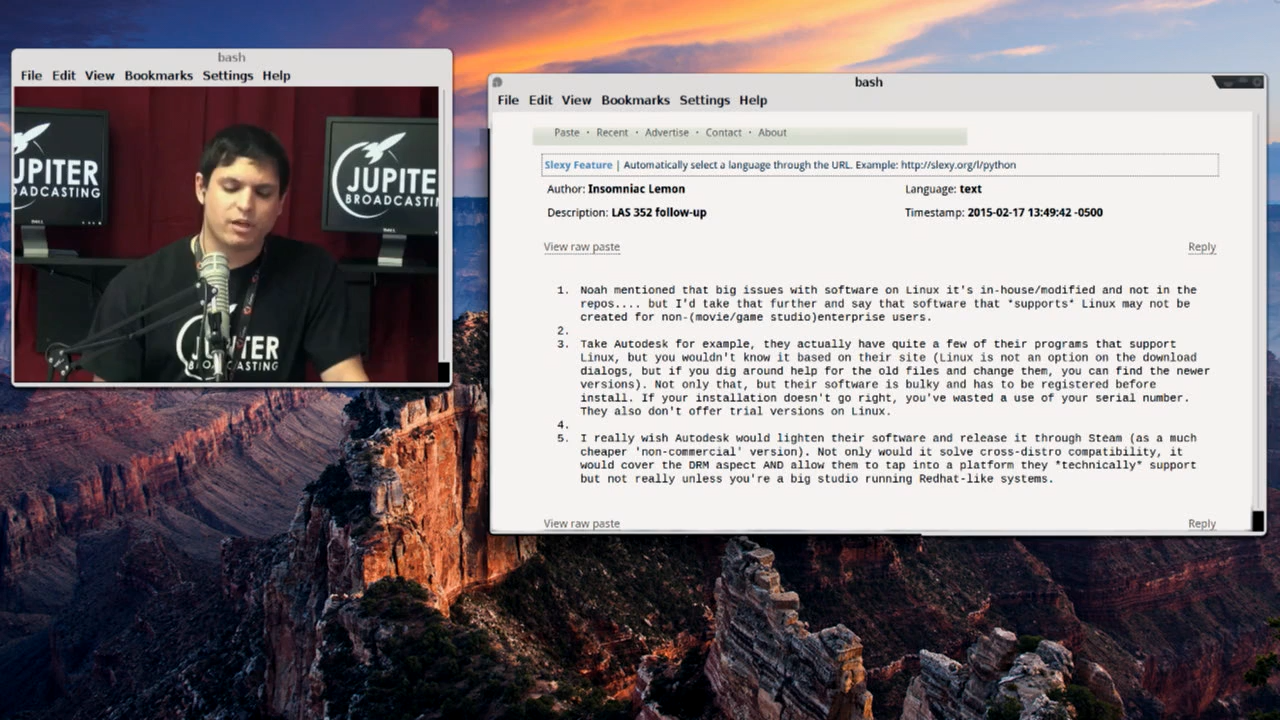 bash
File Edit View Bookmarks Settings Help
JUPITER
BROADCASTING
JUPITER
BROADCASTING
JUPITER
BROADCASTING
bash
File Edit View Bookmarks Settings Help
Paste · Recent · Advertise · Contact · About
Slexy Feature | Automatically select a language through the URL. Example: http://slexy.org/l/python
Author: Insomniac Lemon Language: text
Description: LAS 352 follow-up Timestamp: 2015-02-17 13:49:42 -0500
View raw paste Reply
1. Noah mentioned that big issues with software on Linux it's in-house/modified and not in the
repos.... but I'd take that further and say that software that *supports* Linux may not be
created for non-(movie/game studio)enterprise users.
2.
3. Take Autodesk for example, they actually have quite a few of their programs that support
Linux, but you wouldn't know it based on their site (Linux is not an option on the download
dialogs, but if you dig around help for the old files and change them, you can find the newer
versions). Not only that, but their software is bulky and has to be registered before
install. If your installation doesn't go right, you've wasted a use of your serial number.
They also don't offer trial versions on Linux.
4.
5. I really wish Autodesk would lighten their software and release it through Steam (as a much
cheaper 'non-commercial' version). Not only would it solve cross-distro compatibility, it
would cover the DRM aspect AND allow them to tap into a platform they *technically* support
but not really unless you're a big studio running Redhat-like systems.
View raw paste Reply